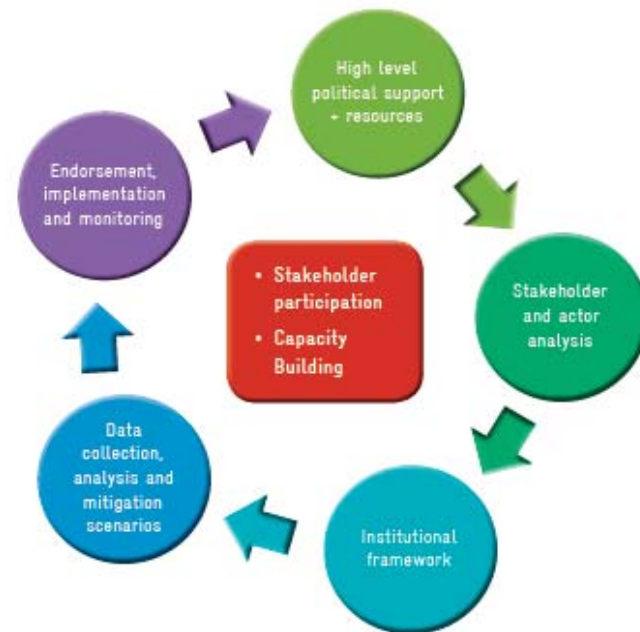 High level
political support
+ resources
Stakeholder
and actor
analysis
Institutional
framework
Data
collection,
analysis and
mitigation
scenarios
Endorsement,
implementation
and monitoring
• Stakeholder
participation
• Capacity
Building